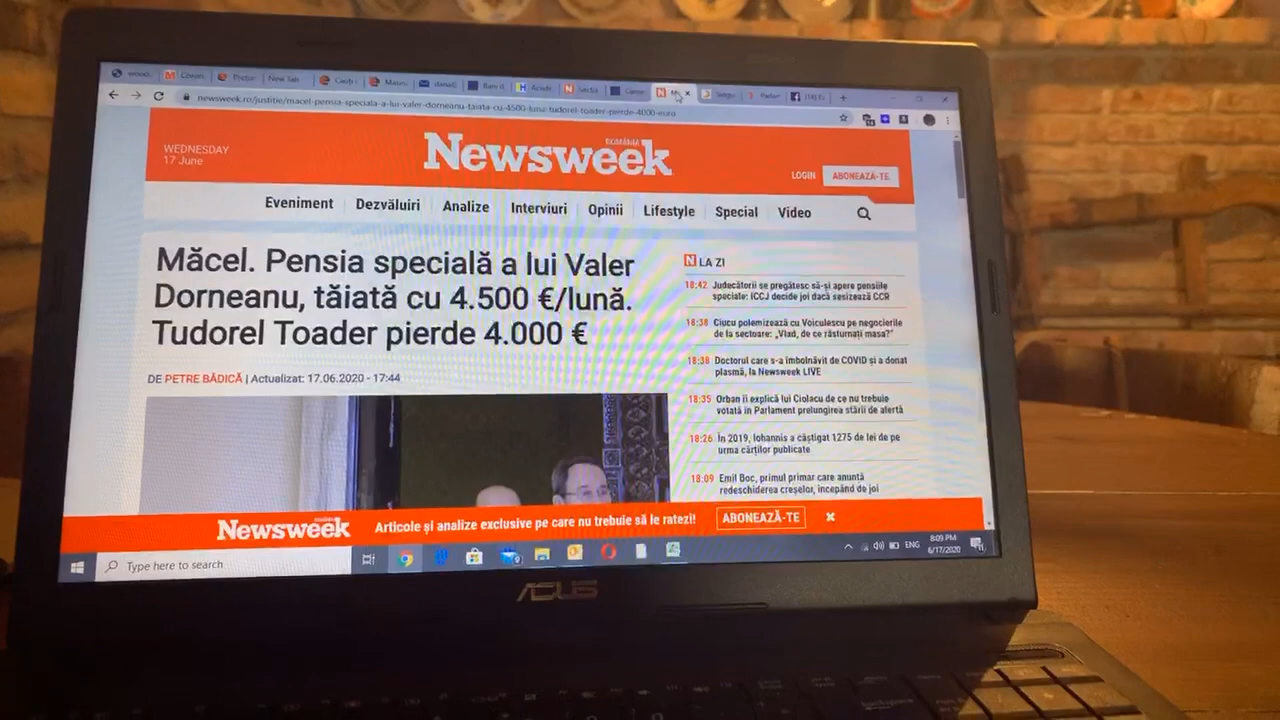 New Tab
newsweek.ro/justitie/macel-pensia-speciala-a-lui-valer-dorneanu-taiata-cu-4500-luna-tudorel-toader-pierde-4000-euro
WEDNESDAY
17 June
ROMÂNIA
Newsweek
LOGIN
ABONEAZĂ-TE
Eveniment
Dezvăluiri
Analize
Interviuri
Opinii
Lifestyle
Special
Video
Măcel. Pensia specială a lui Valer
Dorneanu, tăiată cu 4.500 €/lună.
Tudorel Toader pierde 4.000 €
DE PETRE BĂDICĂ | Actualizat: 17.06.2020 - 17:44
N LA ZI
18:42 Judecătorii se pregătesc să-și apere pensiile
speciale: ICCJ decide joi dacă sesizează CCR
18:38 Ciucu polemizează cu Voiculescu pe negocierile
de la sectoare: „Vlad, de ce răsturnați masa?”
18:38 Doctorul care s-a îmbolnăvit de COVID și a donat
plasmă, la Newsweek LIVE
18:35 Orban îi explică lui Ciolacu de ce nu trebuie
votată în Parlament prelungirea stării de alertă
18:26 În 2019, Iohannis a câștigat 1275 de lei de pe
urma cărților publicate
18:09 Emil Boc, primul primar care anunță
redeschiderea creșelor, începând de joi
Newsweek
Articole și analize exclusive pe care nu trebuie să le ratezi!
ABONEAZĂ-TE
Type here to search
ENG
8:09 PM
6/17/2020
ASUS